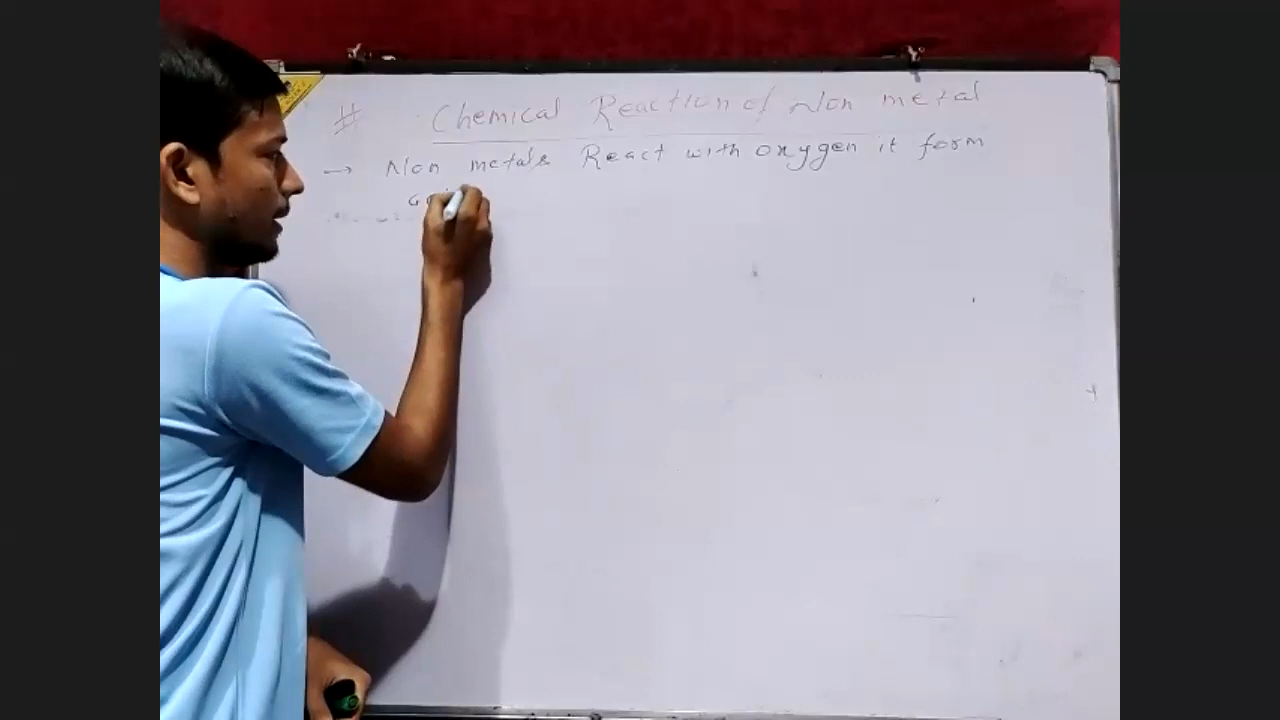 # Chemical Reaction of Non metal
→ Non metals React with oxygen it form